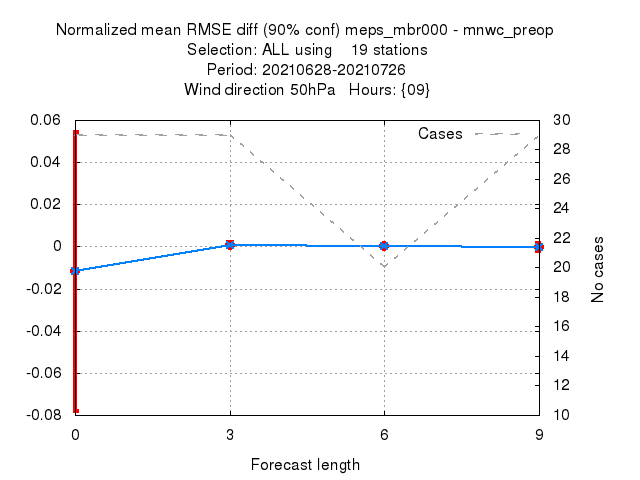 Normalized mean RMSE diff (90% conf) meps_mbr000 - mnwc_preop
Selection: ALL using 19 stations
Period: 20210628-20210726
Wind direction 50hPa Hours: {09}
Cases
0.06
0.04
0.02
0
-0.02
-0.04
-0.06
-0.08
30
28
26
24
22
20
18
16
14
12
10
No cases
0 3 6 9
Forecast length